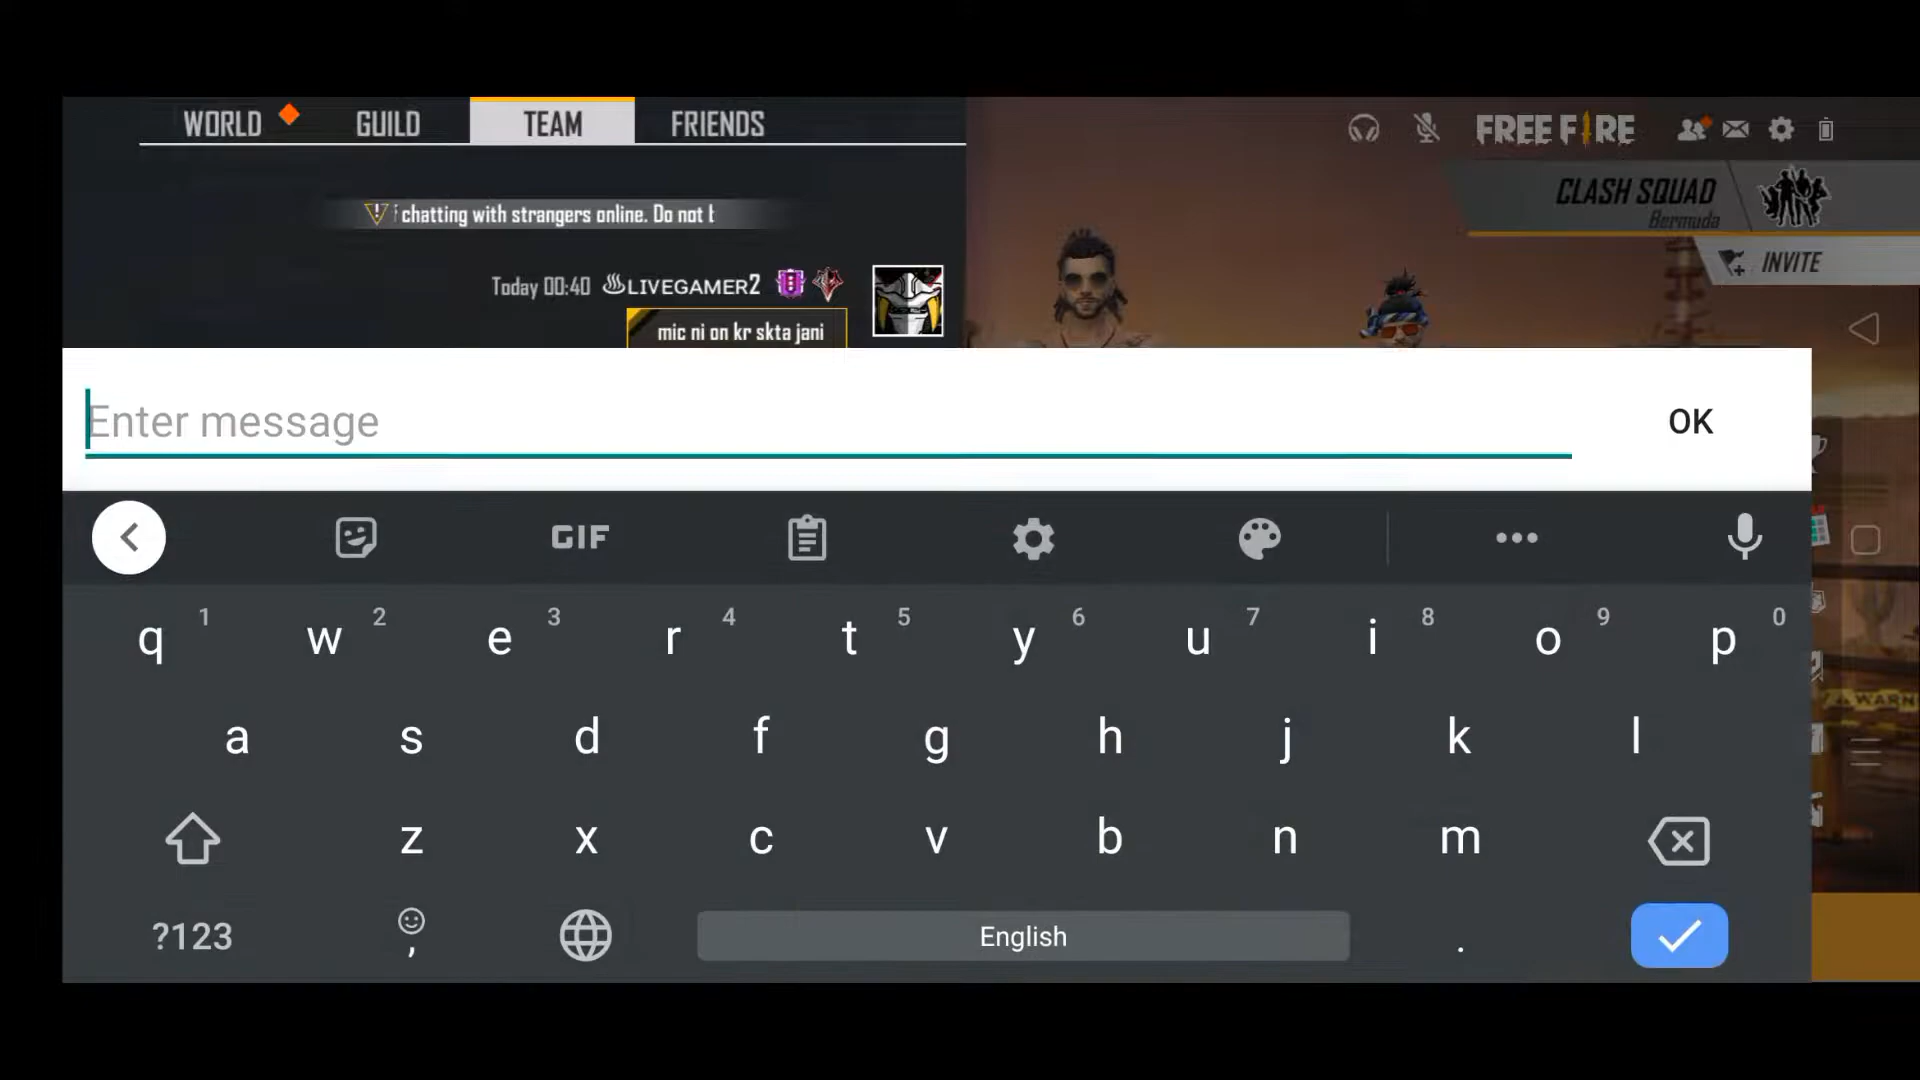 WORLD GUILD TEAM FRIENDS
FREE FIRE
CLASH SQUAD
Bermuda
INVITE
chatting with strangers online. Do not b
Today 00:40 ♨LIVEGAMER2
mic ni on kr skta jani
Enter message OK
GIF
q 1 w 2 e 3 r 4 t 5 y 6 u 7 i 8 o 9 p 0
a s d f g h j k l
z x c v b n m
?123 , English .
WARN